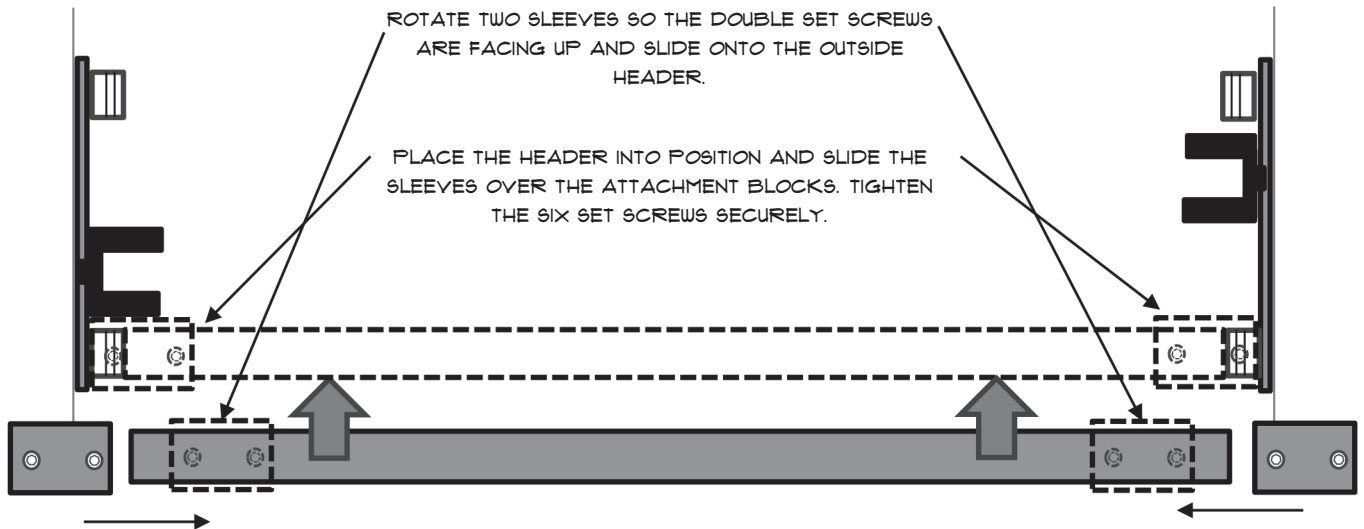 ROTATE TWO SLEEVES SO THE DOUBLE SET SCREWS
ARE FACING UP AND SLIDE ONTO THE OUTSIDE
HEADER.
PLACE THE HEADER INTO POSITION AND SLIDE THE
SLEEVES OVER THE ATTACHMENT BLOCKS. TIGHTEN
THE SIX SET SCREWS SECURELY.